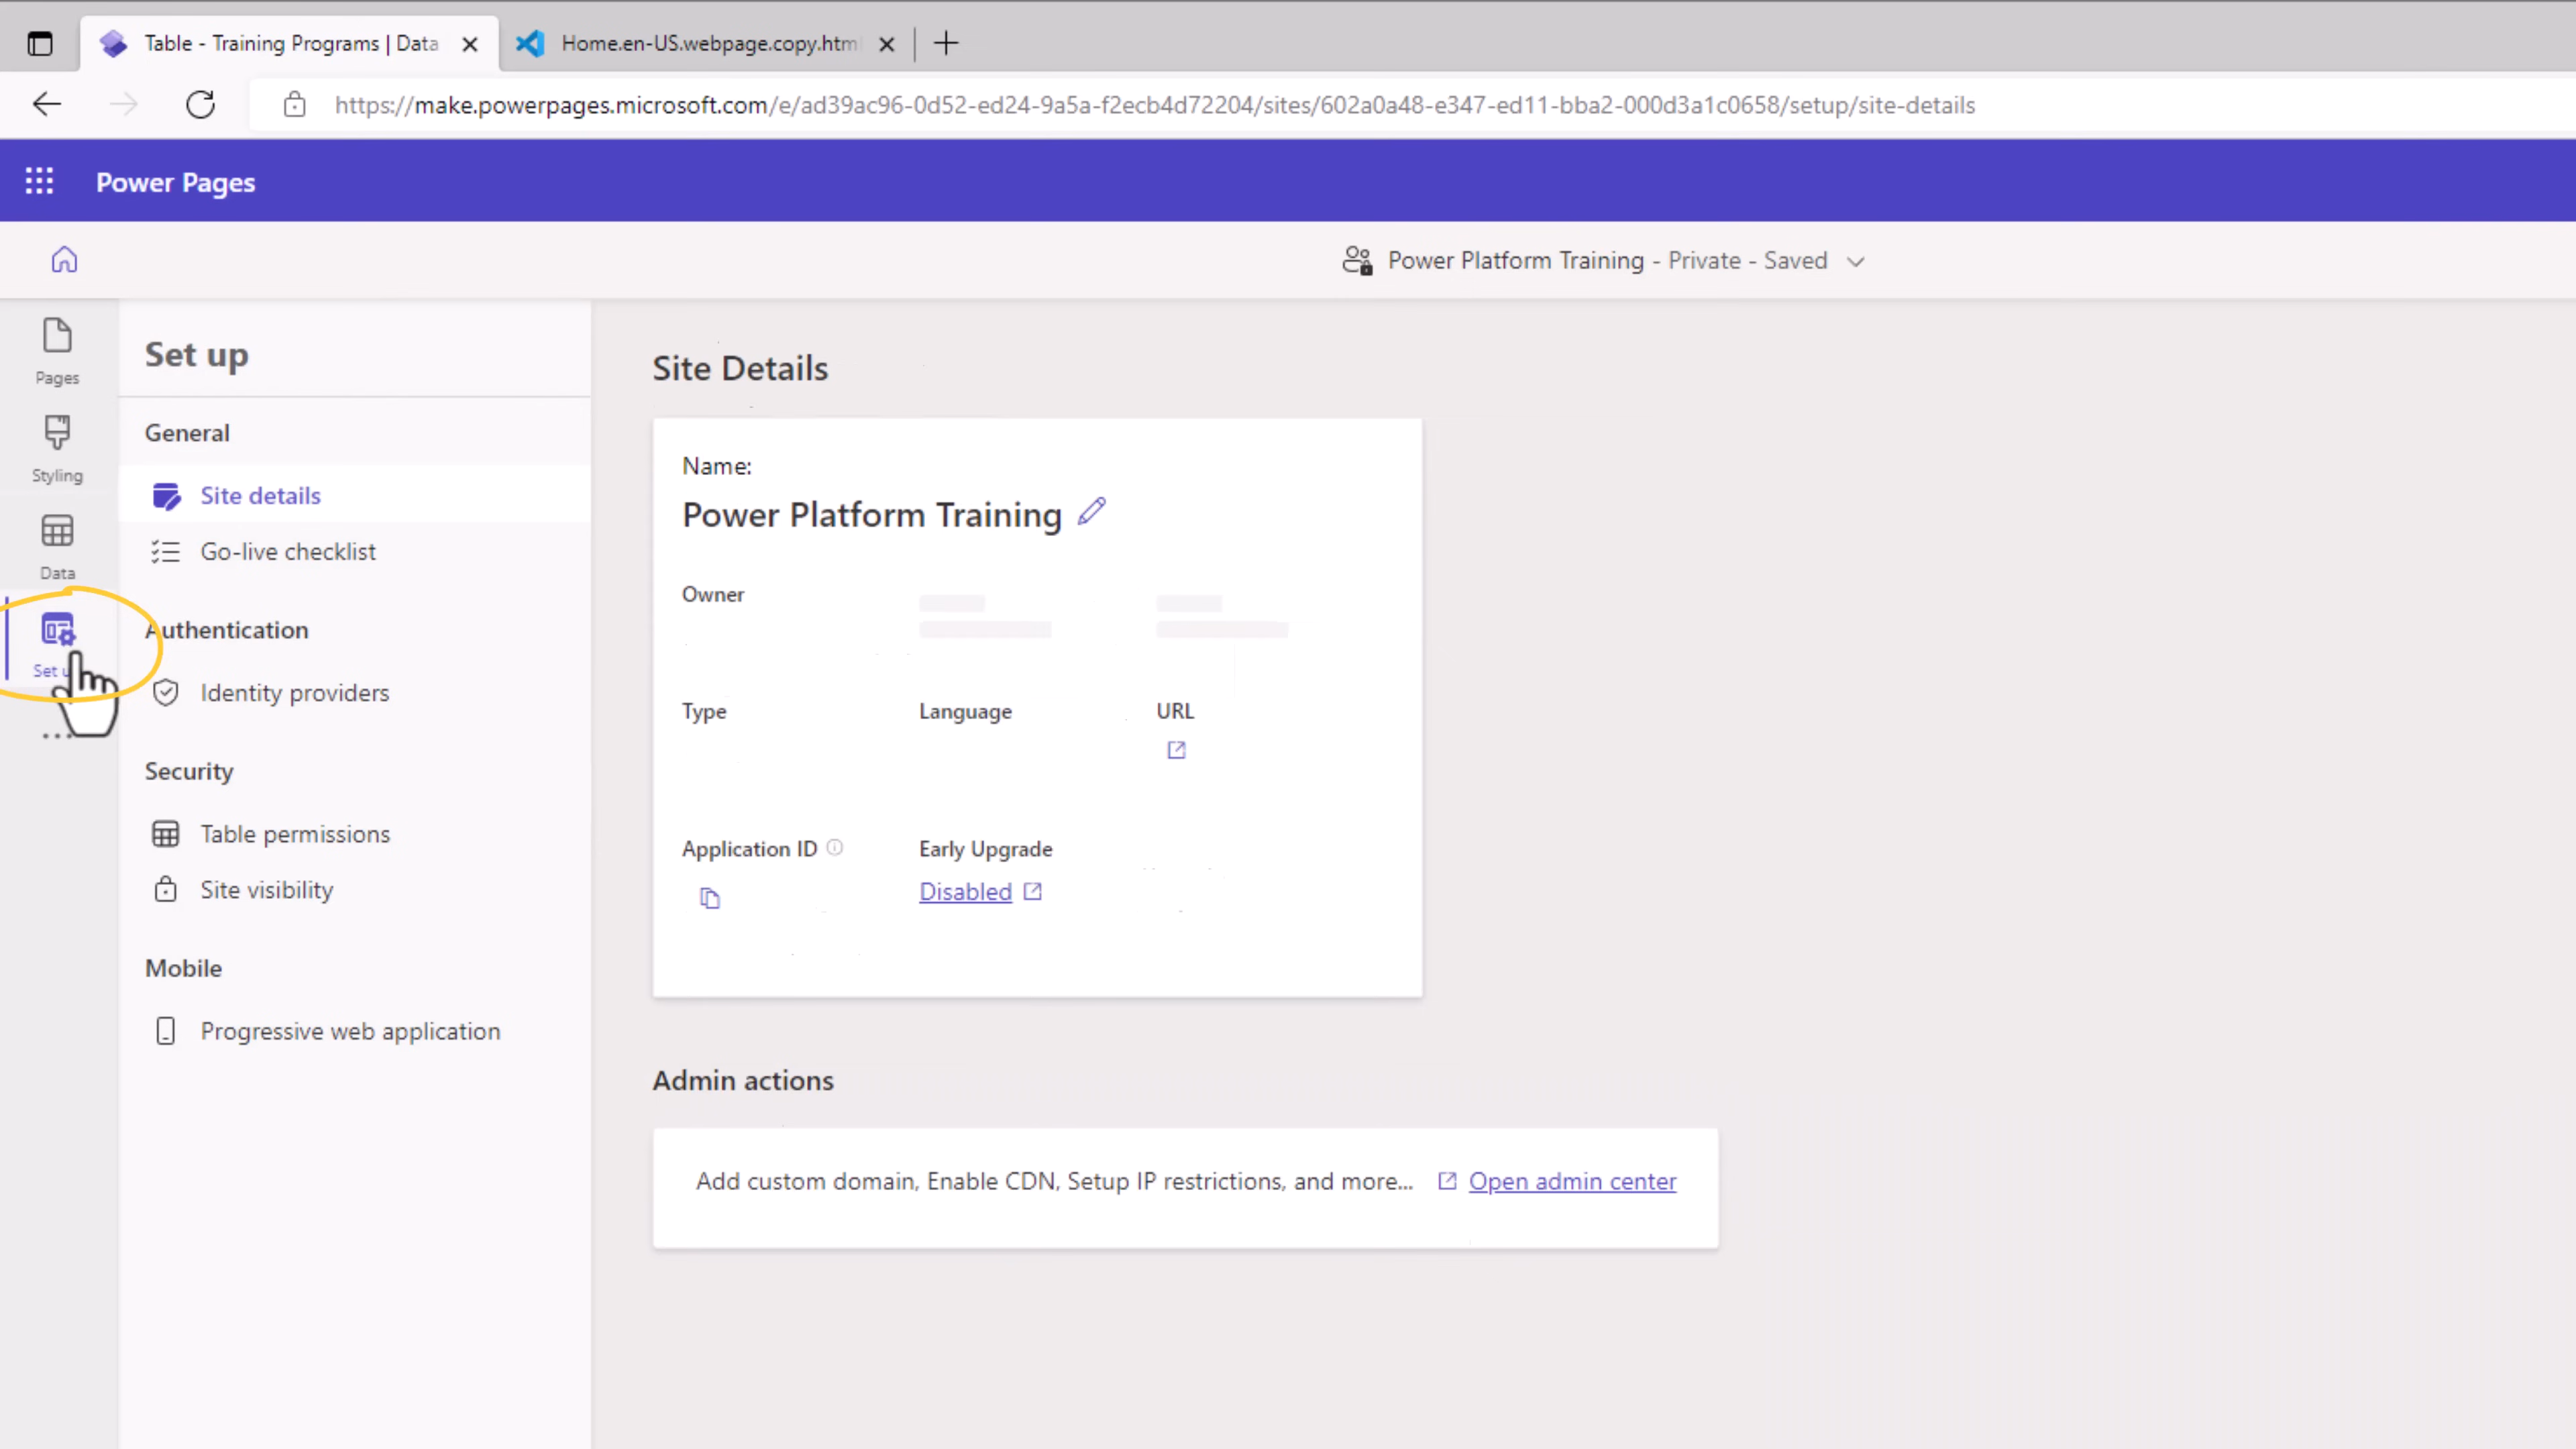 Table - Training Programs | Data
Home.en-US.webpage.copy.htm
https://make.powerpages.microsoft.com/e/ad39ac96-0d52-ed24-9a5a-f2ecb4d72204/sites/602a0a48-e347-ed11-bba2-000d3a1c0658/setup/site-details
Power Pages
Power Platform Training - Private - Saved
Pages
Styling
Data
Set u
Set up
General
Site details
Go-live checklist
Authentication
Identity providers
Security
Table permissions
Site visibility
Mobile
Progressive web application
Site Details
Name:
Power Platform Training
Owner
Type
Language
URL
Application ID
Early Upgrade
Disabled
Admin actions
Add custom domain, Enable CDN, Setup IP restrictions, and more...
Open admin center